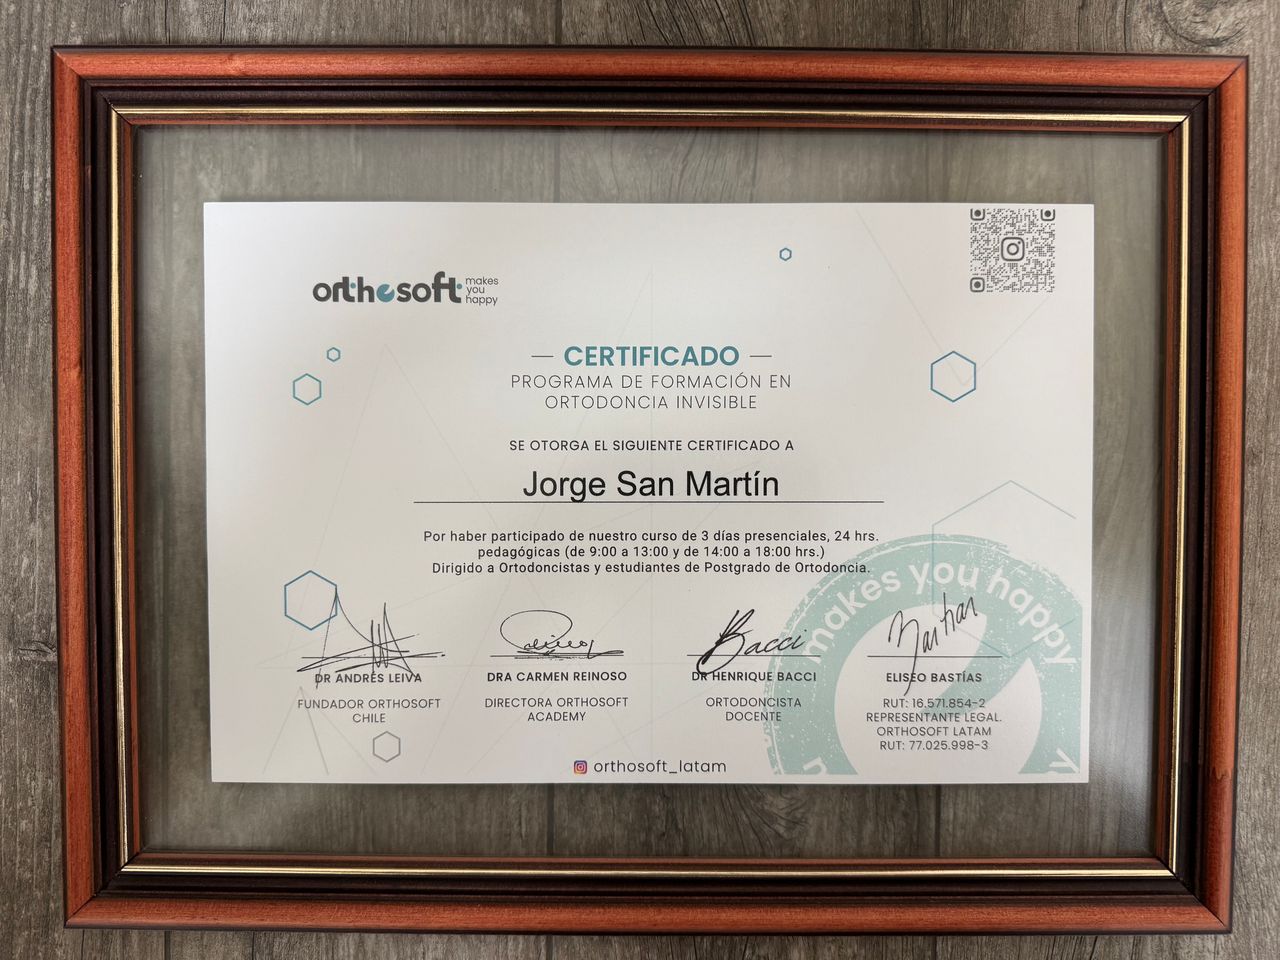 orthosoft makes you happy
— CERTIFICADO —
PROGRAMA DE FORMACIÓN EN
ORTODONCIA INVISIBLE
SE OTORGA EL SIGUIENTE CERTIFICADO A
Jorge San Martín
Por haber participado de nuestro curso de 3 días presenciales, 24 hrs.
pedagógicas (de 9:00 a 13:00 y de 14:00 a 18:00 hrs.)
Dirigido a Ortodoncistas y estudiantes de Postgrado de Ortodoncia.
makes you happy
Bacci
Bastian
DR ANDRÉS LEIVA
FUNDADOR ORTHOSOFT
CHILE
DRA CARMEN REINOSO
DIRECTORA ORTHOSOFT
ACADEMY
DR HENRIQUE BACCI
ORTODONCISTA
DOCENTE
ELISEO BASTÍAS
RUT: 16.571.854-2
REPRESENTANTE LEGAL.
ORTHOSOFT LATAM
RUT: 77.025.998-3
orthosoft_latam